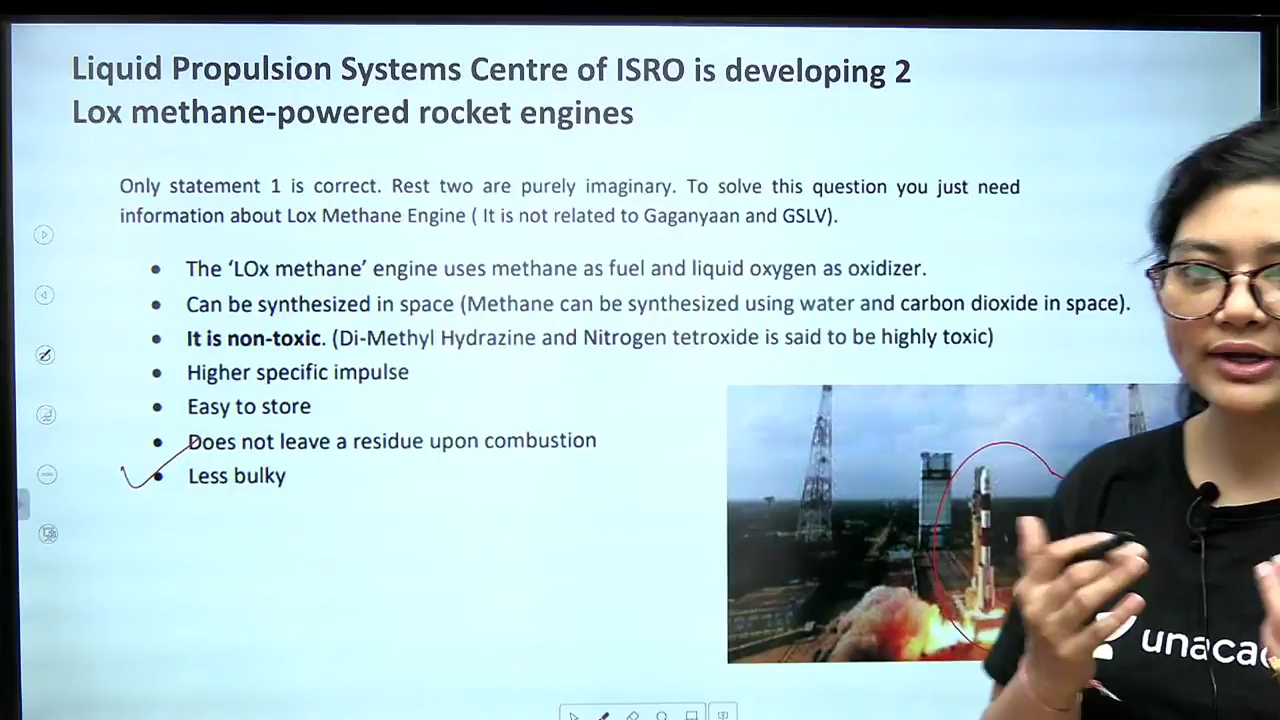 Liquid Propulsion Systems Centre of ISRO is developing 2
Lox methane-powered rocket engines
Only statement 1 is correct. Rest two are purely imaginary. To solve this question you just need
information about Lox Methane Engine ( It is not related to Gaganyaan and GSLV).
• The ‘LOx methane’ engine uses methane as fuel and liquid oxygen as oxidizer.
• Can be synthesized in space (Methane can be synthesized using water and carbon dioxide in space).
• It is non-toxic. (Di-Methyl Hydrazine and Nitrogen tetroxide is said to be highly toxic)
• Higher specific impulse
• Easy to store
• Does not leave a residue upon combustion
• Less bulky
unaca